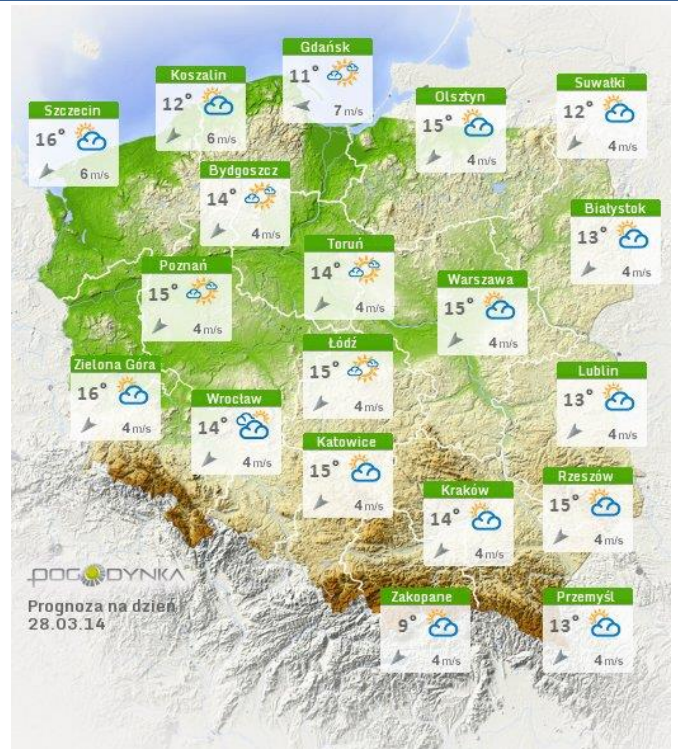 Gdańsk
11°
7 m/s
Koszalin
12°
6 m/s
Suwałki
12°
4 m/s
Olsztyn
15°
4 m/s
Szczecin
16°
6 m/s
Bydgoszcz
14°
4 m/s
Białystok
13°
4 m/s
Toruń
14°
4 m/s
Poznań
15°
4 m/s
Warszawa
15°
4 m/s
Łódź
15°
4 m/s
Zielona Góra
16°
4 m/s
Lublin
13°
4 m/s
Wrocław
14°
4 m/s
Katowice
15°
4 m/s
Rzeszów
15°
4 m/s
Kraków
14°
4 m/s
POGODYNKA
Prognoza na dzień
28.03.14
Zakopane
9°
4 m/s
Przemyśl
13°
4 m/s